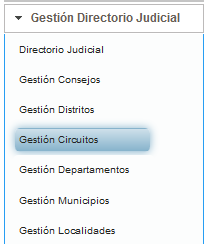 Gestión Directorio Judicial
Directorio Judicial
Gestión Consejos
Gestión Distritos
Gestión Circuitos
Gestión Departamentos
Gestión Municipios
Gestión Localidades